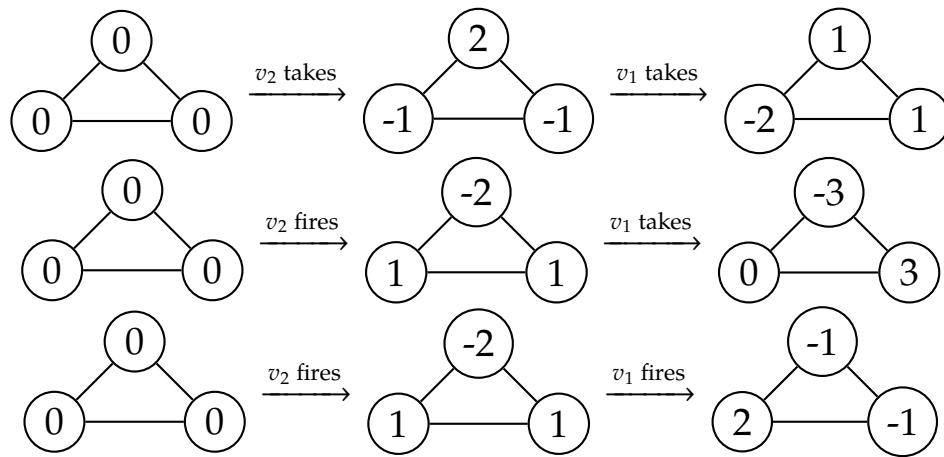 0 2 1
v₂ takes v₁ takes
0 0 -1 -1 -2 1
0 -2 -3
v₂ fires v₁ takes
0 0 1 1 0 3
0 -2 -1
v₂ fires v₁ fires
0 0 1 1 2 -1